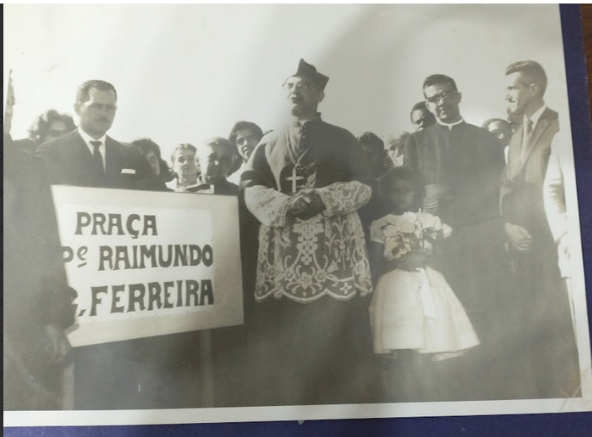 PRAÇA
Pᵉ RAIMUNDO
G, FERREIRA